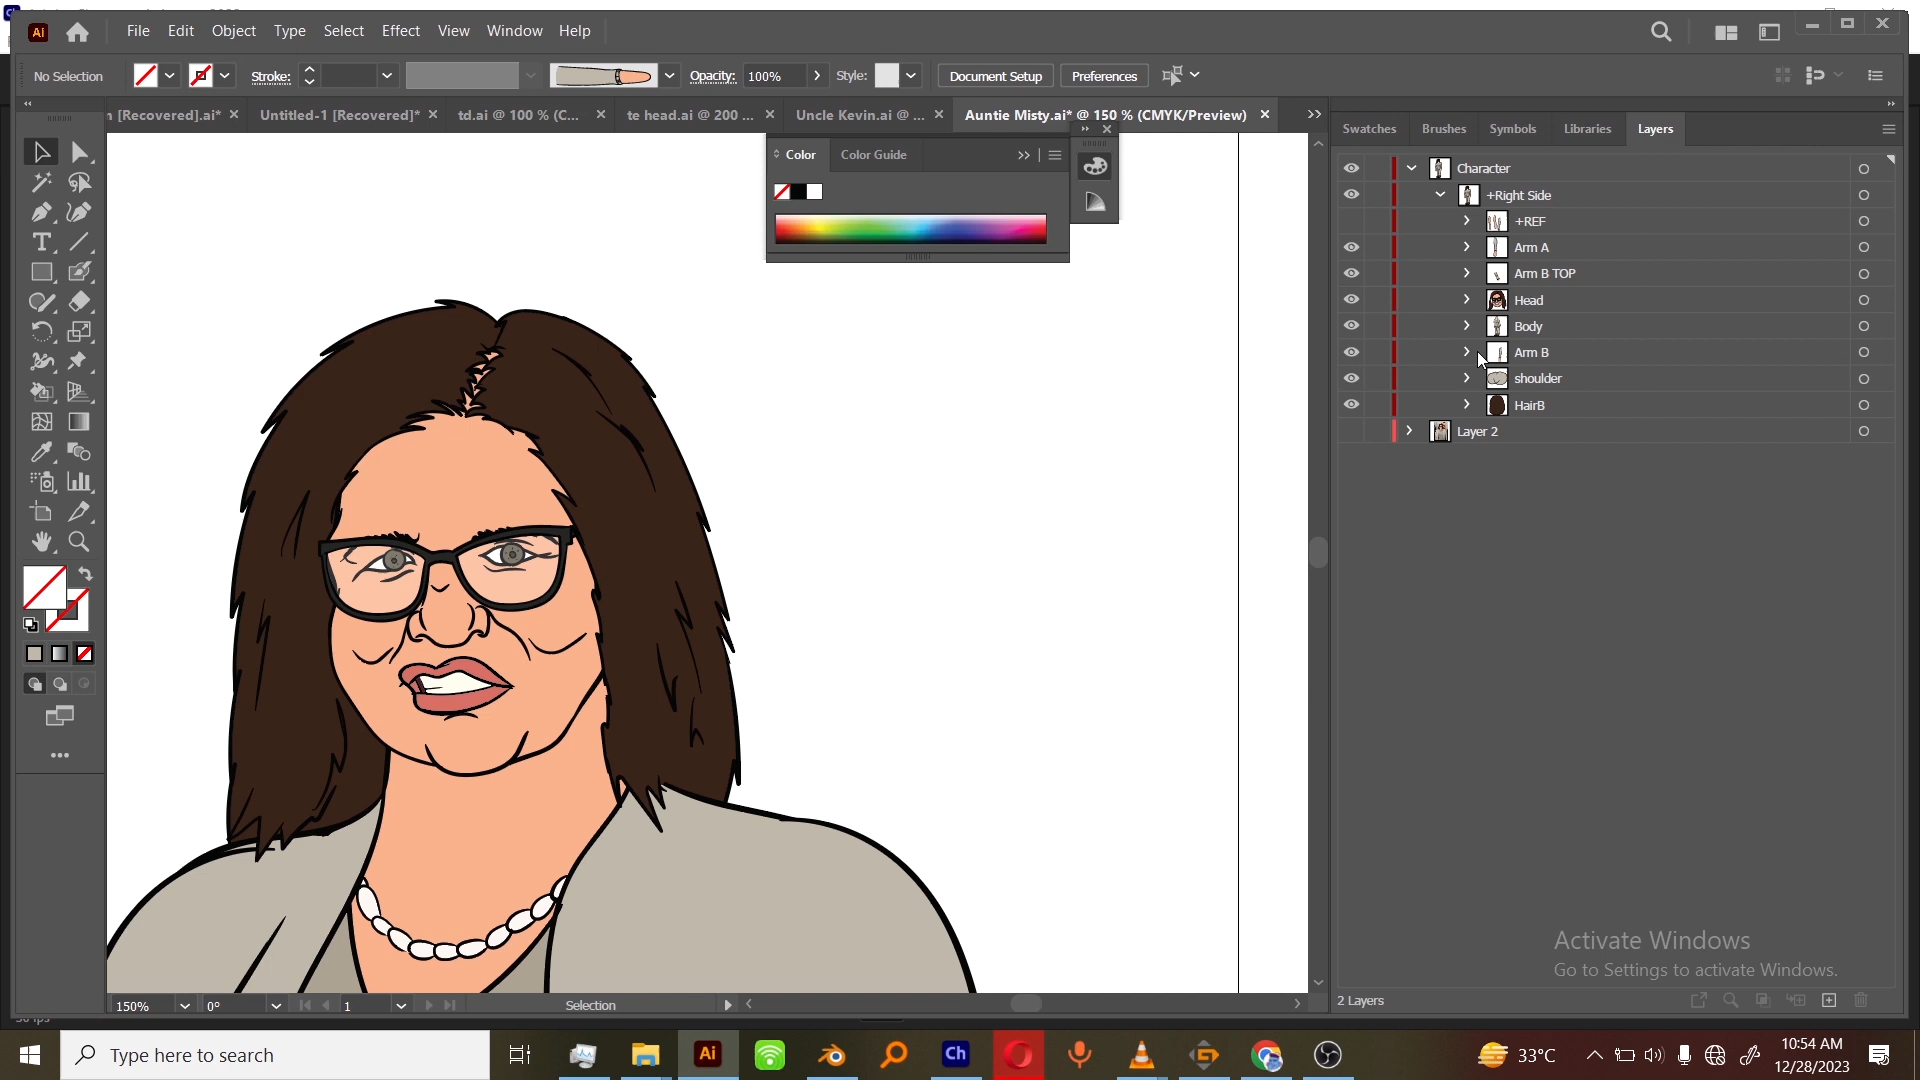 Ai File Edit Object Type Select Effect View Window Help
No Selection Stroke: Opacity: 100% Style: Document Setup Preferences
[Recovered].ai* Untitled-1 [Recovered]* td.ai @ 100 % (C... te head.ai @ 200 ... Uncle Kevin.ai @ ... Auntie Misty.ai* @ 150 % (CMYK/Preview)
Swatches Brushes Symbols Libraries Layers
Color Color Guide
Character
+Right Side
+REF
Arm A
Arm B TOP
Head
Body
Arm B
shoulder
HairB
Layer 2
Activate Windows
Go to Settings to activate Windows.
150% 0° 1 Selection
2 Layers
Type here to search
Ai
Ch
33°C
10:54 AM
12/28/2023